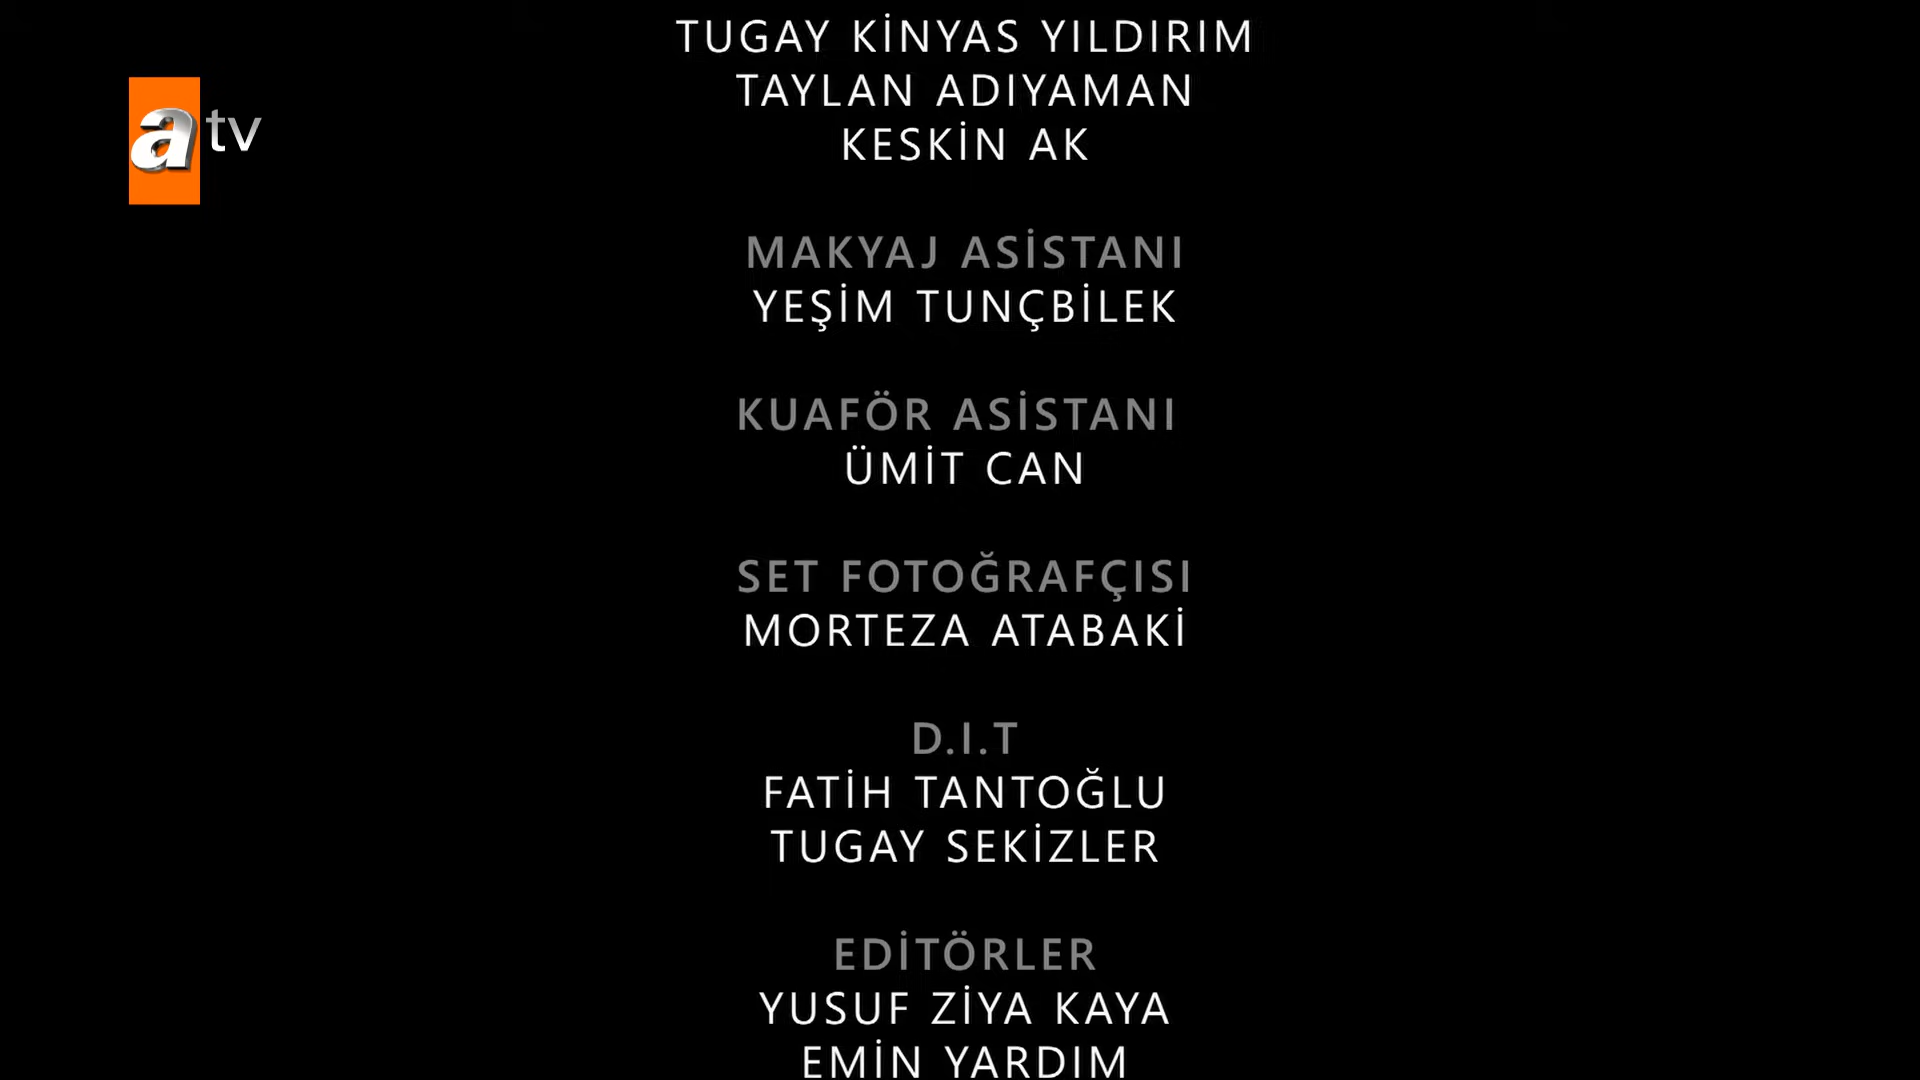 TUGAY KİNYAS YILDIRIM
TAYLAN ADIYAMAN
KESKİN AK
atv
MAKYAJ ASİSTANI
YEŞİM TUNÇBİLEK
KUAFÖR ASİSTANI
ÜMİT CAN
SET FOTOĞRAFÇISI
MORTEZA ATABAKİ
D.I.T
FATİH TANTOĞLU
TUGAY SEKİZLER
EDİTÖRLER
YUSUF ZİYA KAYA
EMİN YARDIM